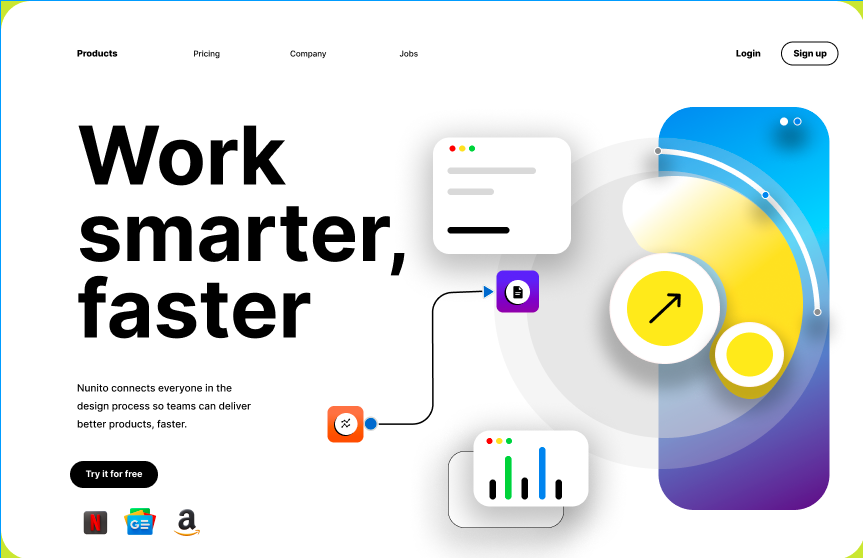 Products
Pricing
Company
Jobs
Login
Sign up
Work
smarter,
faster
Nunito connects everyone in the
design process so teams can deliver
better products, faster.
Try it for free
N
GE
a